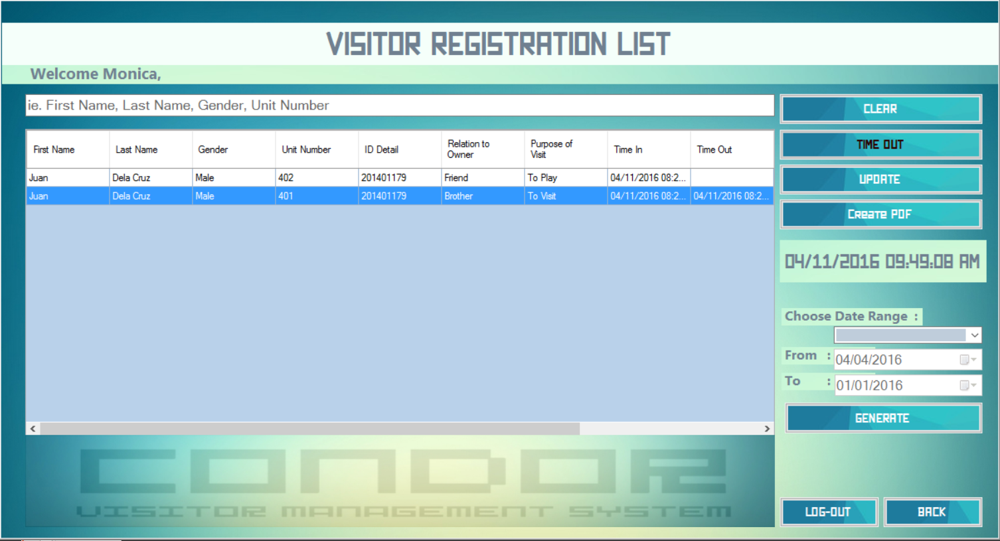 VISITOR REGISTRATION LIST
Welcome Monica,
ie. First Name, Last Name, Gender, Unit Number
First Name Last Name Gender Unit Number ID Detail Relation to Owner Purpose of Visit Time In Time Out
Juan Dela Cruz Male 402 201401179 Friend To Play 04/11/2016 08:2...
Juan Dela Cruz Male 401 201401179 Brother To Visit 04/11/2016 08:2... 04/11/2016 08:2...
CONDOR
VISITOR MANAGEMENT SYSTEM
CLEAR
TIME OUT
UPDATE
Create PDF
04/11/2016 09:49:08 AM
Choose Date Range :
From : 04/04/2016
To : 01/01/2016
GENERATE
LOG-OUT BACK